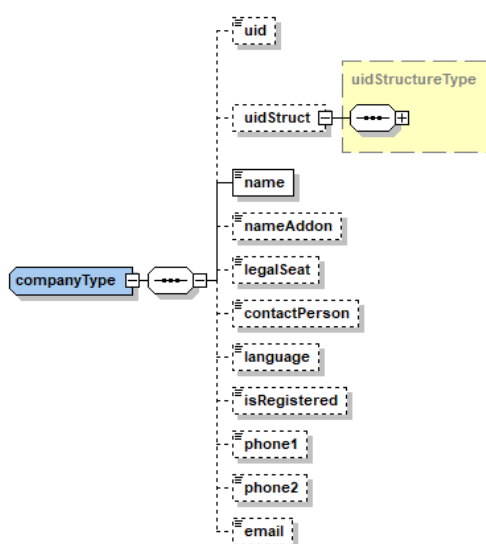 uid
uidStructureType
uidStruct
name
nameAddon
legalSeat
companyType
contactPerson
language
isRegistered
phone1
phone2
email